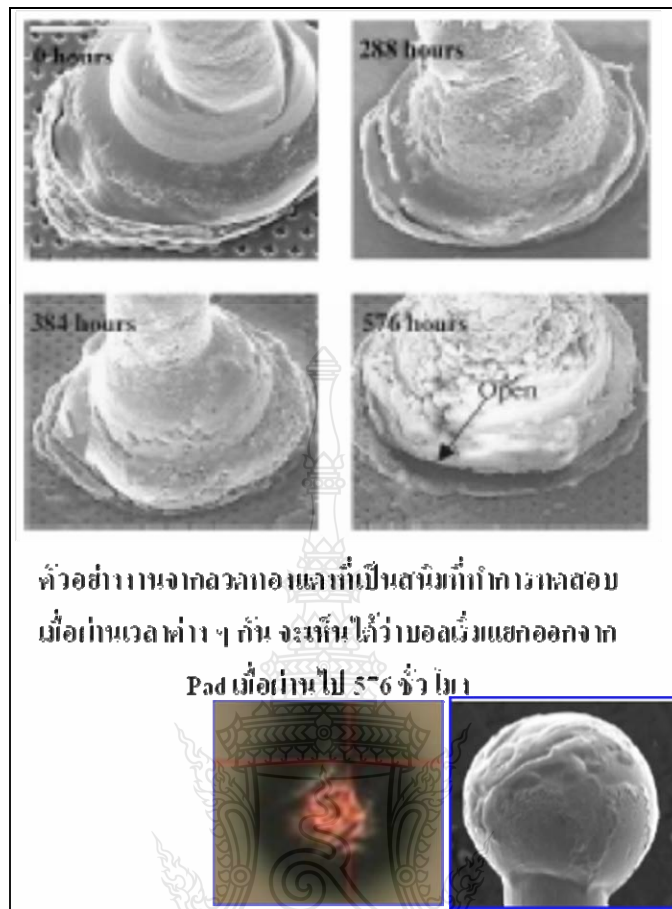 0 hours
288 hours
384 hours
576 hours
Open
ตัวอย่างงานจากลวดทองแดงที่เป็นสนิมที่ทำการทดสอบ
เมื่อผ่านเวลาต่าง ๆ กัน จะเห็นได้ว่าบอลเริ่มแยกออกจาก
Pad เมื่อผ่านไป 576 ชั่วโมง